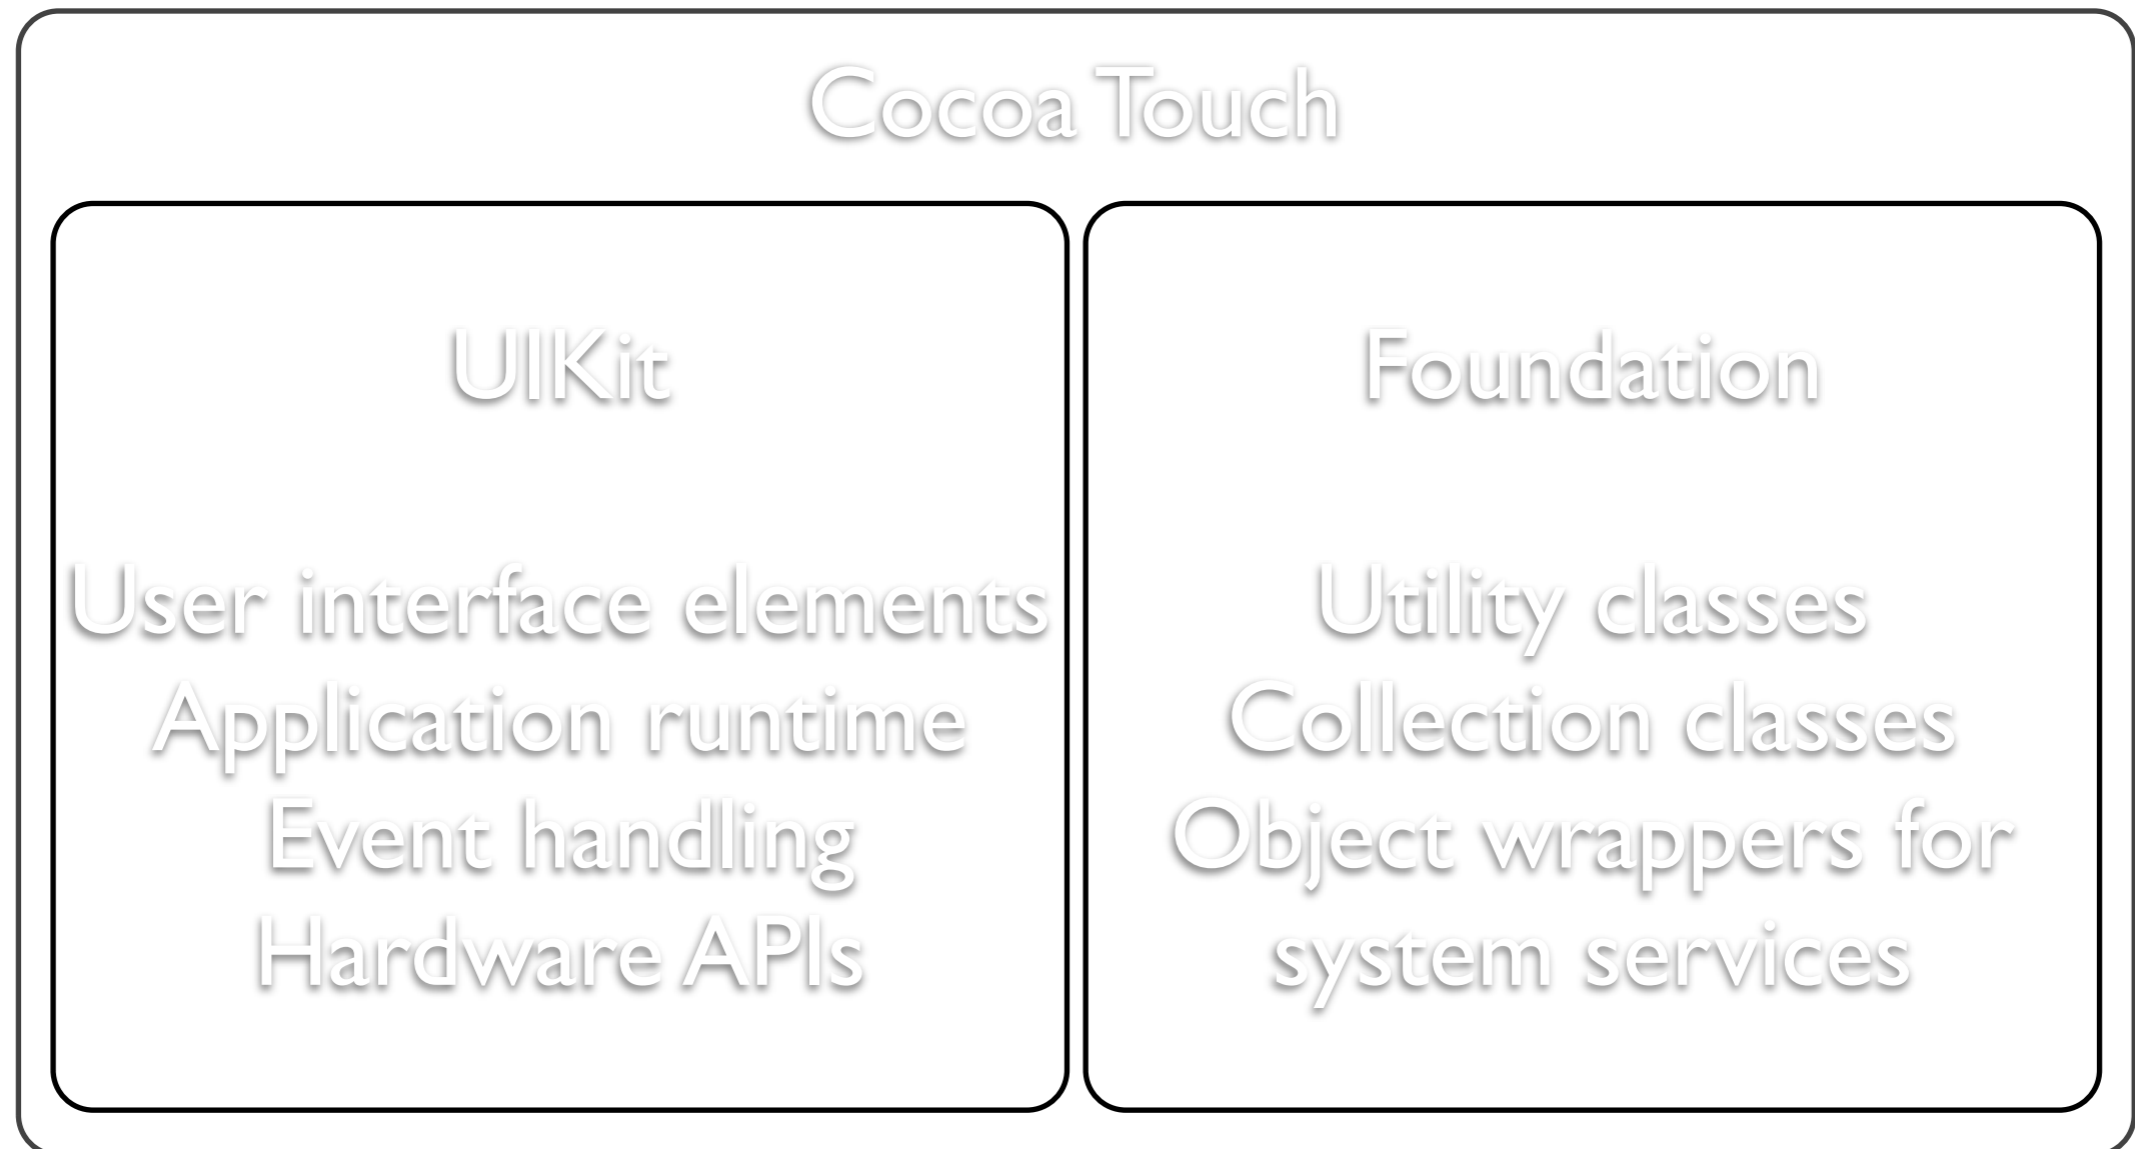 Cocoa Touch
UIKit
User interface elements
Application runtime
Event handling
Hardware APIs
Foundation
Utility classes
Collection classes
Object wrappers for
system services